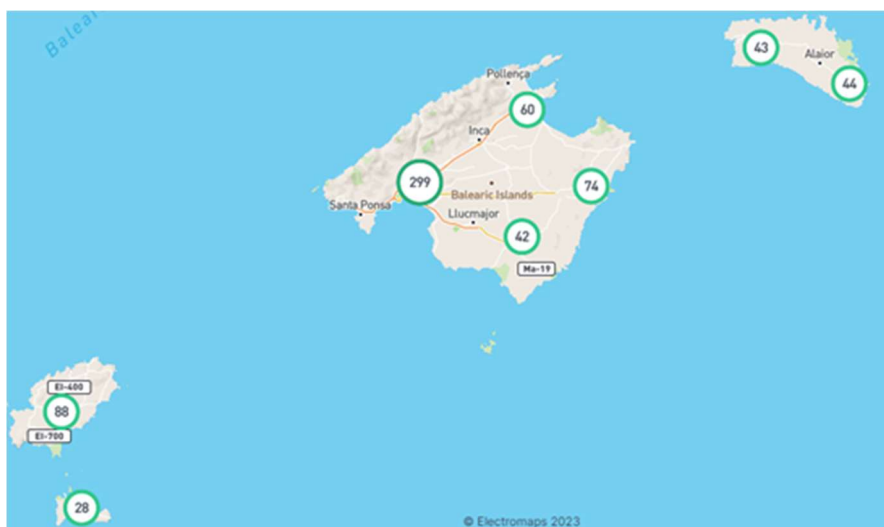 Balea
43
Alaior
44
Pollença
60
Inca
299
Balearic Islands
74
Santa Ponsa
Llucmajor
42
Ma-19
EI-400
88
EI-700
28
© Electromaps 2023